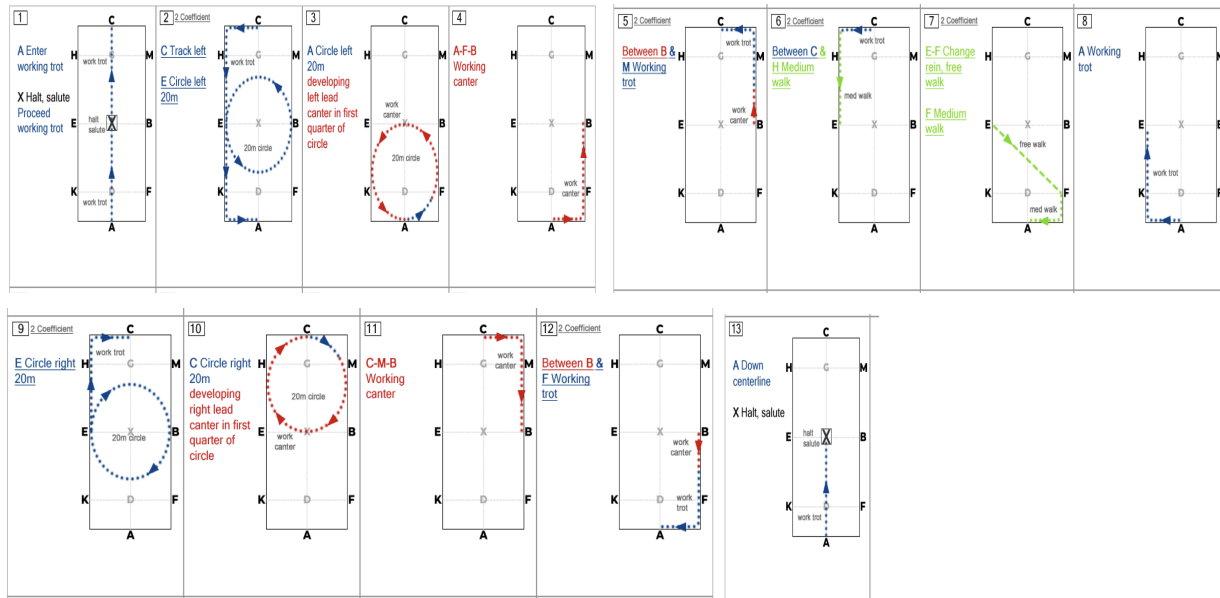 1
C
A Enter
working trot
X Halt, salute
Proceed
working trot
H
G
M
work trot
halt
salute
E
X
B
K
D
F
work trot
A
2
2 Coefficient
C Track left
E Circle left
20m
C
H
G
M
work trot
E
X
B
20m circle
K
D
F
A
3
A Circle left
20m
developing
left lead
canter in first
quarter of
circle
C
H
G
M
work
canter
E
X
B
20m circle
K
D
F
A
4
A-F-B
Working
canter
C
H
G
M
E
X
B
work
canter
K
D
F
A
5
2 Coefficient
Between B &
M Working
trot
C
work trot
H
G
M
work
canter
E
X
B
K
D
F
A
6
2 Coefficient
Between C &
H Medium
walk
C
work trot
H
G
M
med walk
E
X
B
K
D
F
A
7
2 Coefficient
E-F Change
rein, free
walk
F Medium
walk
C
H
G
M
E
X
B
free walk
K
D
F
med walk
A
8
A Working
trot
C
H
G
M
E
X
work trot
K
D
F
A
9
2 Coefficient
E Circle right
20m
C
work trot
H
G
M
E
X
B
20m circle
K
D
F
A
10
C Circle right
20m
developing
right lead
canter in first
quarter of
circle
C
H
G
M
20m circle
E
X
B
work
canter
K
D
F
A
11
C-M-B
Working
canter
C
work
canter
H
G
M
E
X
B
K
D
F
A
12
2 Coefficient
Between B &
F Working
trot
C
H
G
M
E
X
B
work
canter
K
D
F
work
trot
A
13
A Down
centerline
X Halt, salute
C
H
G
M
halt
salute
E
X
B
K
D
F
work trot
A